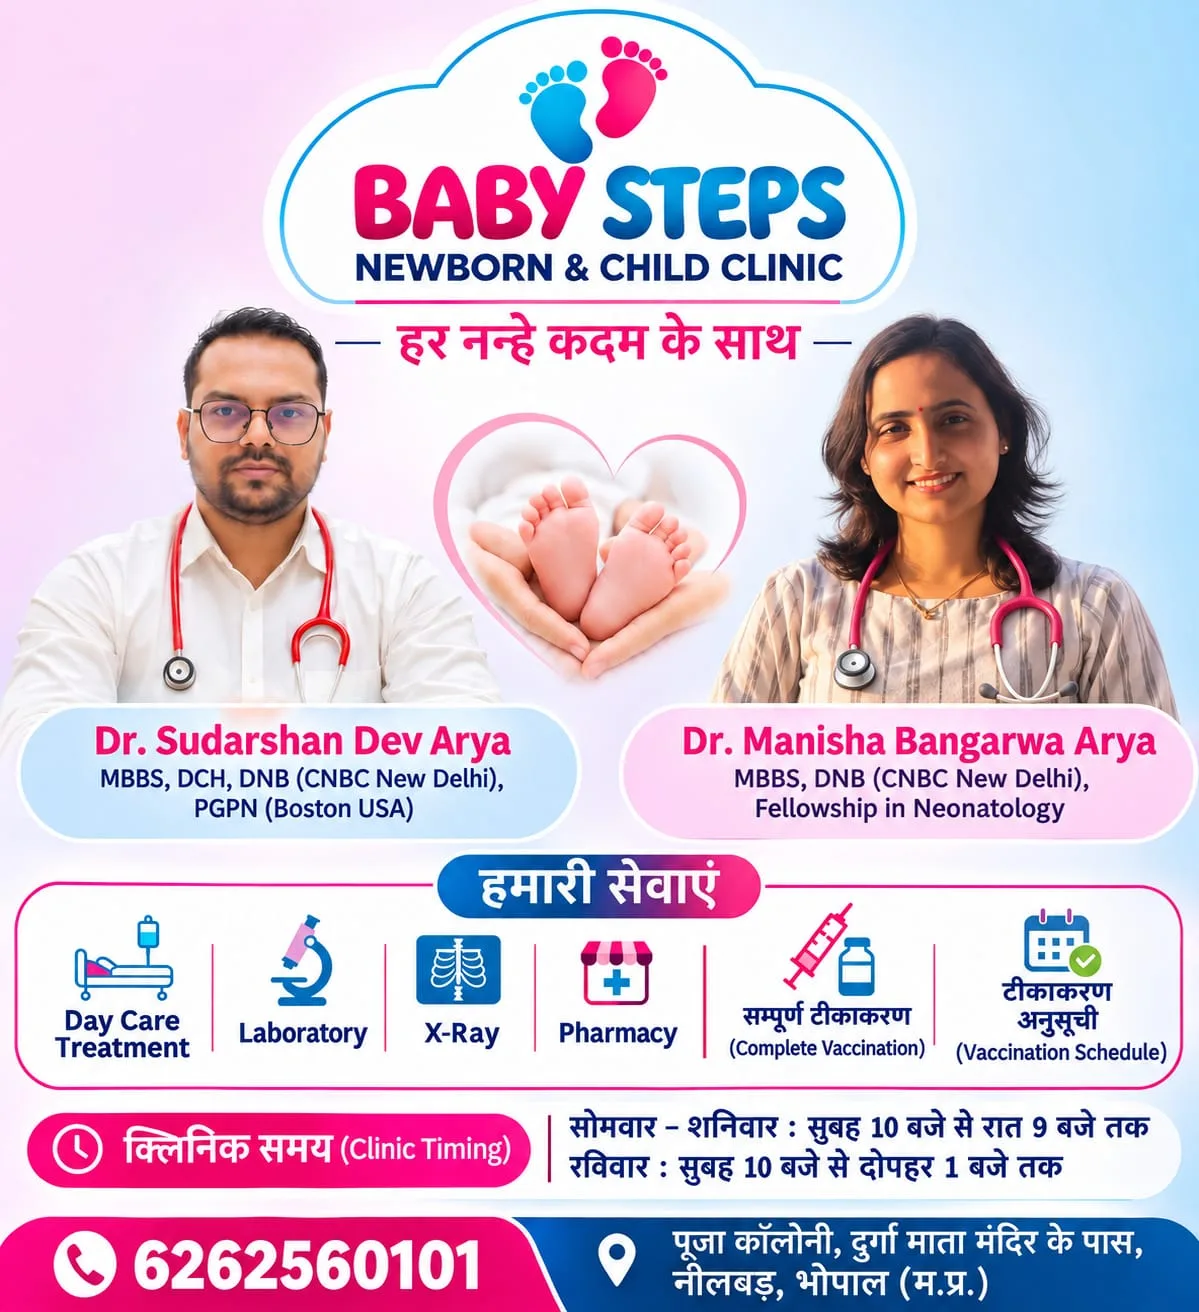 BABY STEPS
NEWBORN & CHILD CLINIC
हर नन्हे कदम के साथ
Dr. Sudarshan Dev Arya
MBBS, DCH, DNB (CNBC New Delhi),
PGPN (Boston USA)
Dr. Manisha Bangarwa Arya
MBBS, DNB (CNBC New Delhi),
Fellowship in Neonatology
हमारी सेवाएं
Day Care
Treatment
Laboratory
X-Ray
Pharmacy
सम्पूर्ण टीकाकरण
(Complete Vaccination)
टीकाकरण
अनुसूची
(Vaccination Schedule)
क्लिनिक समय (Clinic Timing)
सोमवार – शनिवार : सुबह 10 बजे से रात 9 बजे तक
रविवार : सुबह 10 बजे से दोपहर 1 बजे तक
6262560101
पूजा कॉलोनी, दुर्गा माता मंदिर के पास,
नीलबड़, भोपाल (म.प्र.)